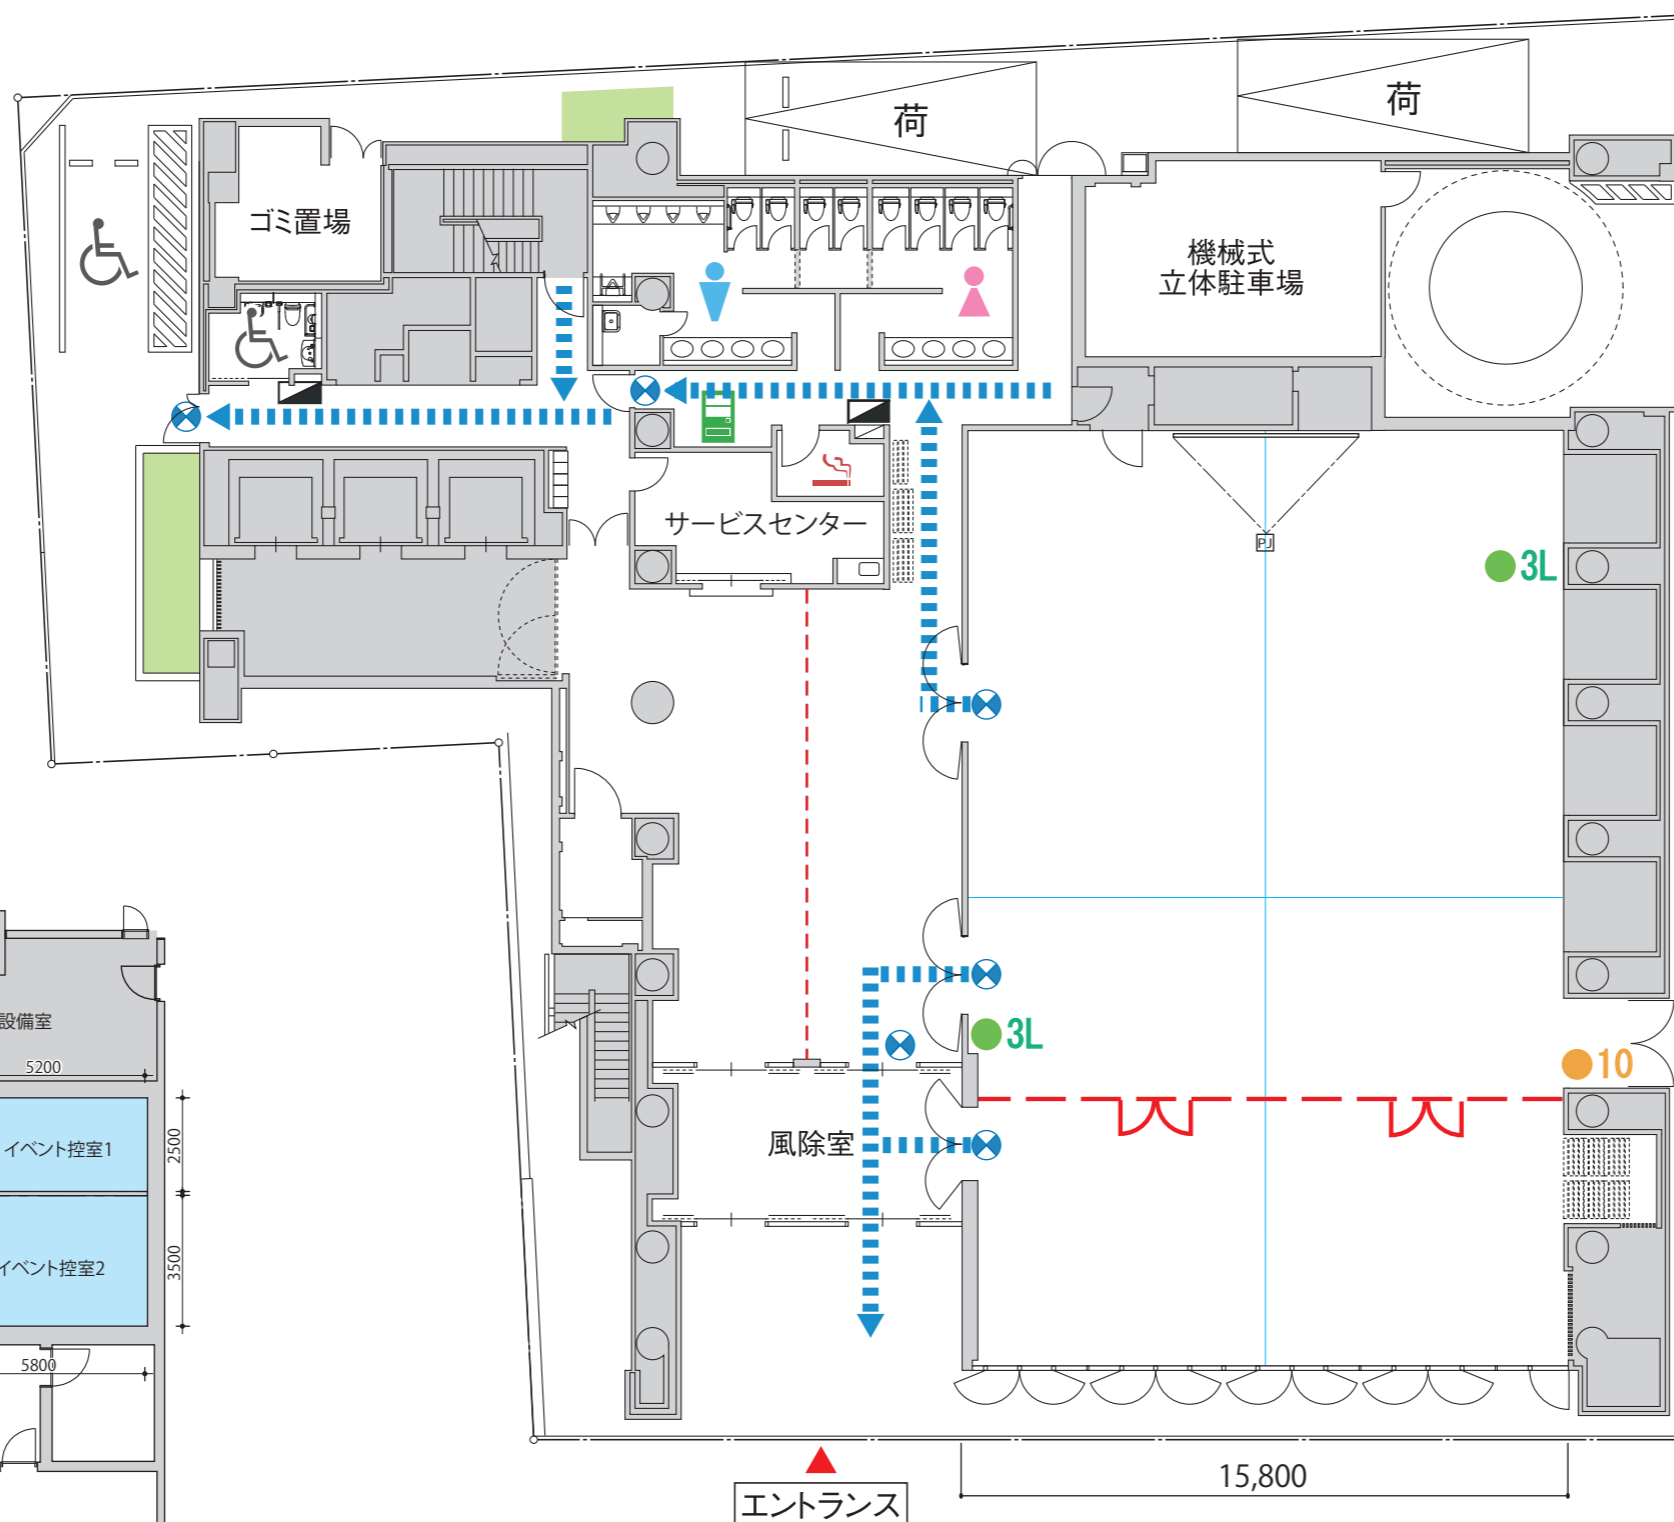 荷
荷
ゴミ置場
機械式
立体駐車場
サービスセンター
PJ
3L
設備室
5200
3L
10
イベント控室1
2500
風除室
イベント控室2
3500
5800
15,800
エントランス